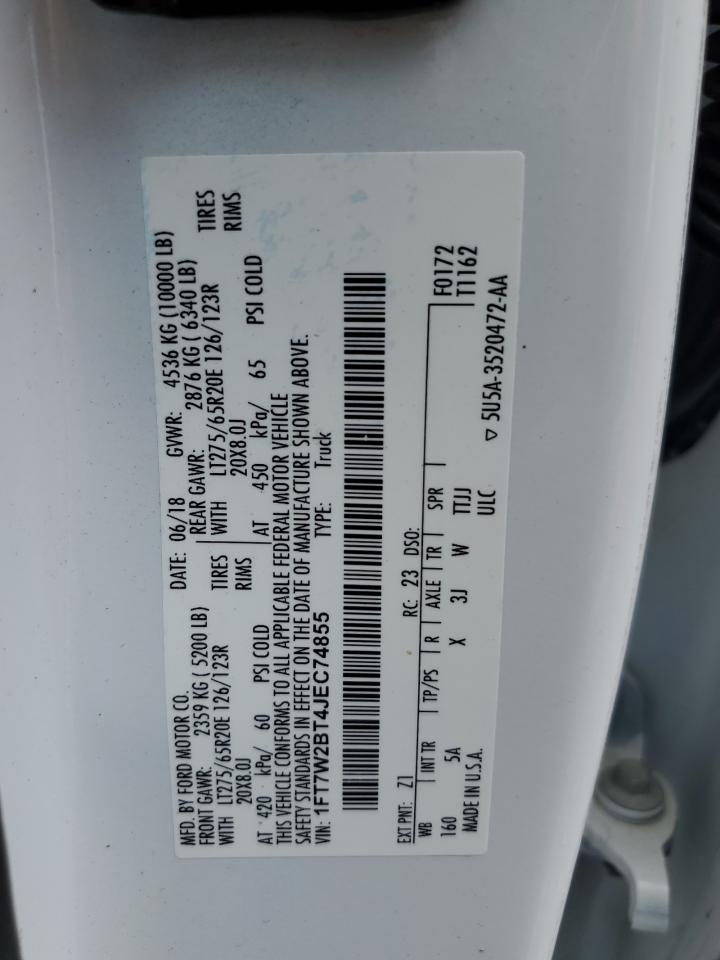 MFD. BY FORD MOTOR CO. DATE: 06/18 GVWR: 4536 KG (10000 LB)
FRONT GAWR: 2359 KG ( 5200 LB) REAR GAWR: 2876 KG ( 6340 LB)
WITH LT275/65R20E 126/123R TIRES WITH LT275/65R20E 126/123R TIRES
20X8.0J RIMS 20X8.0J RIMS
AT 420 kPa/ 60 PSI COLD AT 450 kPa/ 65 PSI COLD
THIS VEHICLE CONFORMS TO ALL APPLICABLE FEDERAL MOTOR VEHICLE
SAFETY STANDARDS IN EFFECT ON THE DATE OF MANUFACTURE SHOWN ABOVE.
VIN: 1FT7W2BT4JEC74855 TYPE: Truck
EXT PNT: Z1 RC: 23 DSO: F0172
WB INT TR TP/PS R AXLE TR SPR T1162
160 5A X 3J W TTJJ
MADE IN U.S.A. ULC
▽ 5U5A-3520472-AA